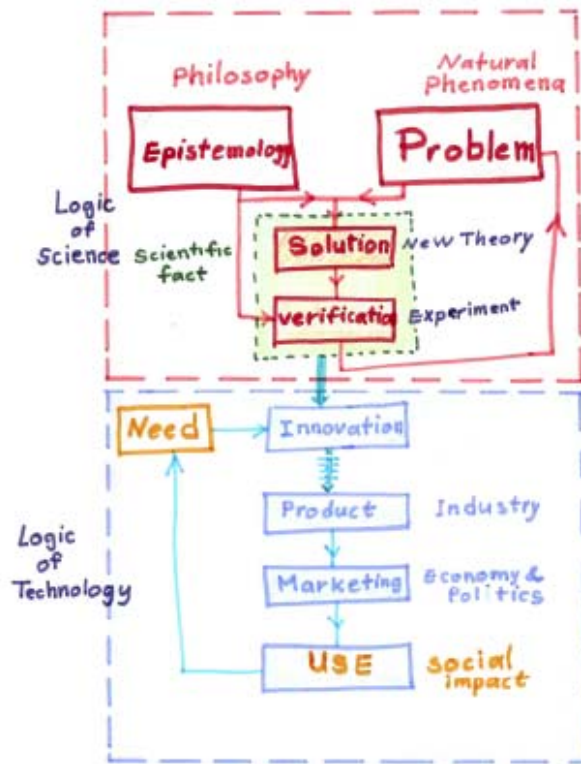 Philosophy
Natural
Phenomena
Epistemology
Problem
Logic
of
Science
Scientific
fact
Solution
New Theory
verificatio
Experiment
Need
Innovation
Product
Industry
Logic
of
Technology
Marketing
Economy &
Politics
USE
social
impact